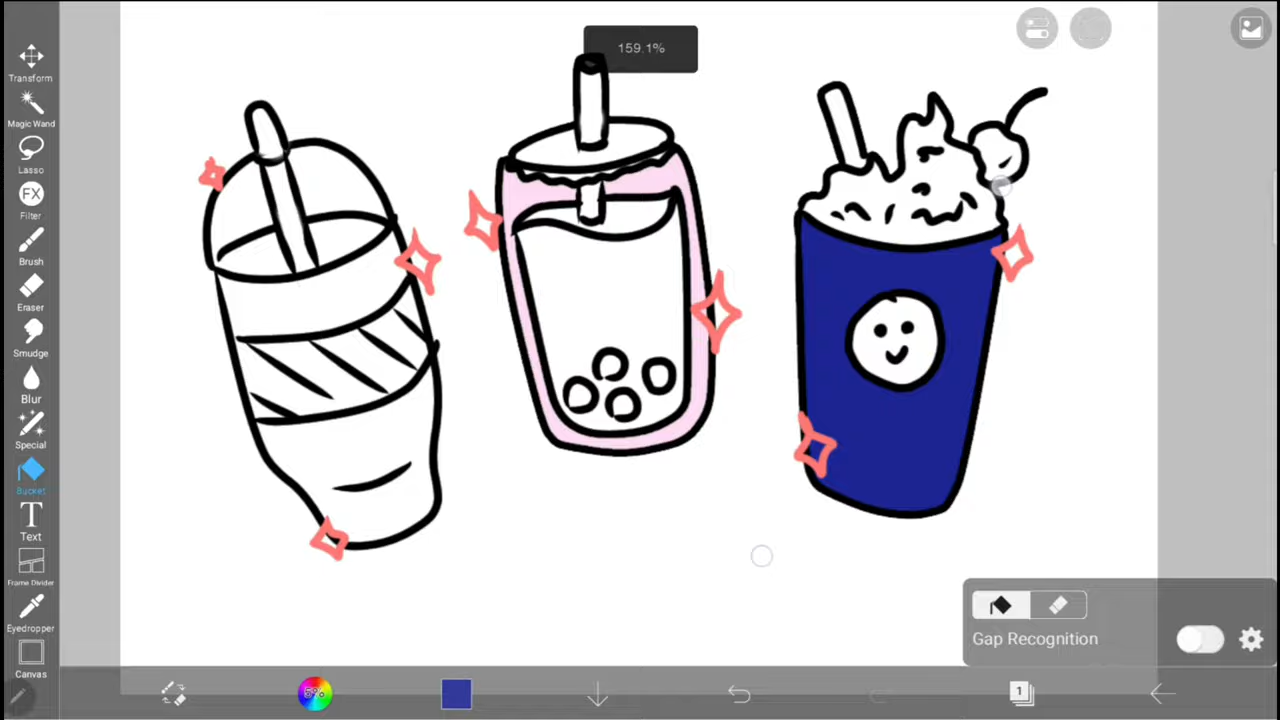 159.1%
Transform
Magic Wand
Lasso
FX
Filter
Brush
Eraser
Smudge
Blur
Special
Bucket
T
Text
Frame Divider
Eyedropper
Canvas
Gap Recognition
5%
1